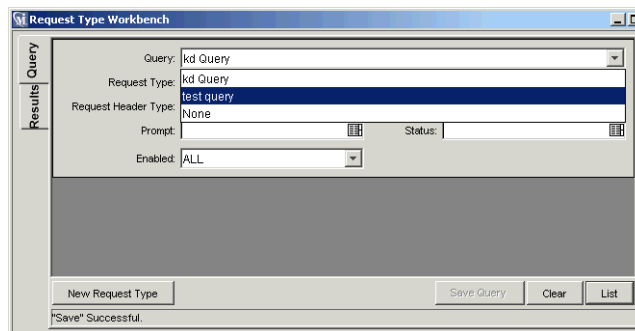 Request Type Workbench
Query
Results
Query: kd Query
Request Type: kd Query
test query
Request Header Type: None
Prompt: Status:
Enabled: ALL
New Request Type Save Query Clear List
"Save" Successful.